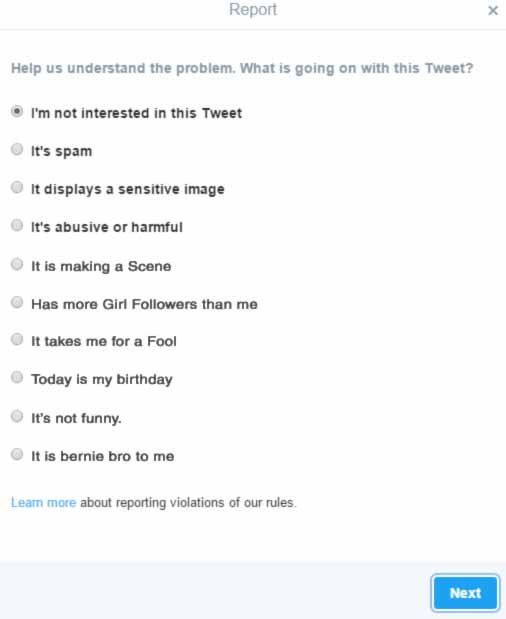 Report
Help us understand the problem. What is going on with this Tweet?
I'm not interested in this Tweet
It's spam
It displays a sensitive image
It's abusive or harmful
It is making a Scene
Has more Girl Followers than me
It takes me for a Fool
Today is my birthday
It's not funny.
It is bernie bro to me
Learn more about reporting violations of our rules.
Next